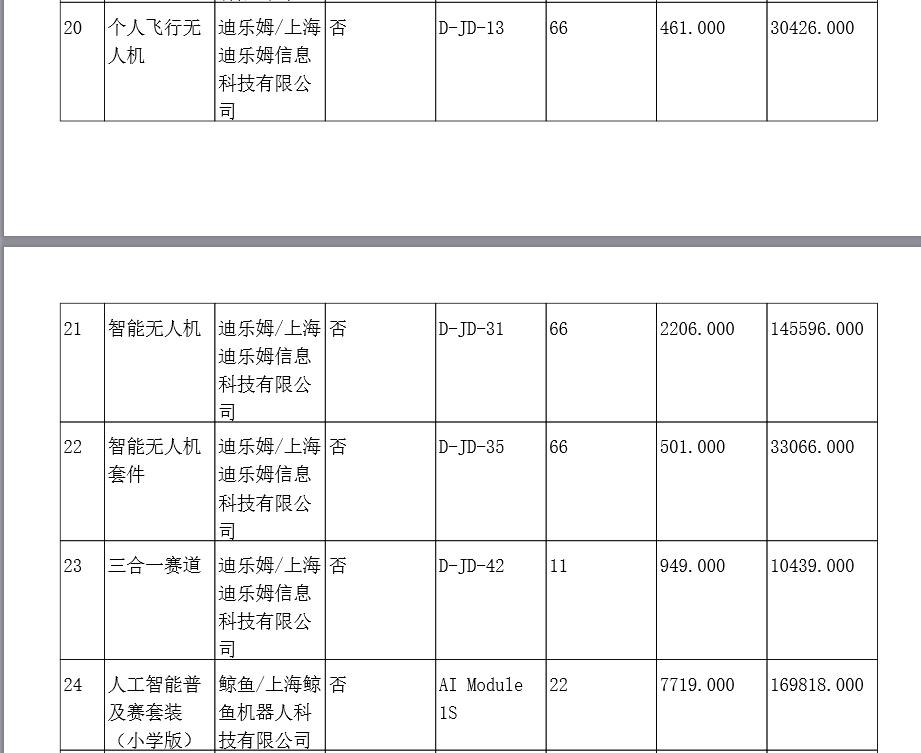 20 个人飞行无 迪乐姆/上海 否 D-JD-13 66 461.000 30426.000
人机 迪乐姆信息
科技有限公
司
21 智能无人机 迪乐姆/上海 否 D-JD-31 66 2206.000 145596.000
迪乐姆信息
科技有限公
司
22 智能无人机 迪乐姆/上海 否 D-JD-35 66 501.000 33066.000
套件 迪乐姆信息
科技有限公
司
23 三合一赛道 迪乐姆/上海 否 D-JD-42 11 949.000 10439.000
迪乐姆信息
科技有限公
司
24 人工智能普 鲸鱼/上海鲸 否 AI Module 22 7719.000 169818.000
及赛套装 鱼机器人科 1S
（小学版） 技有限公司